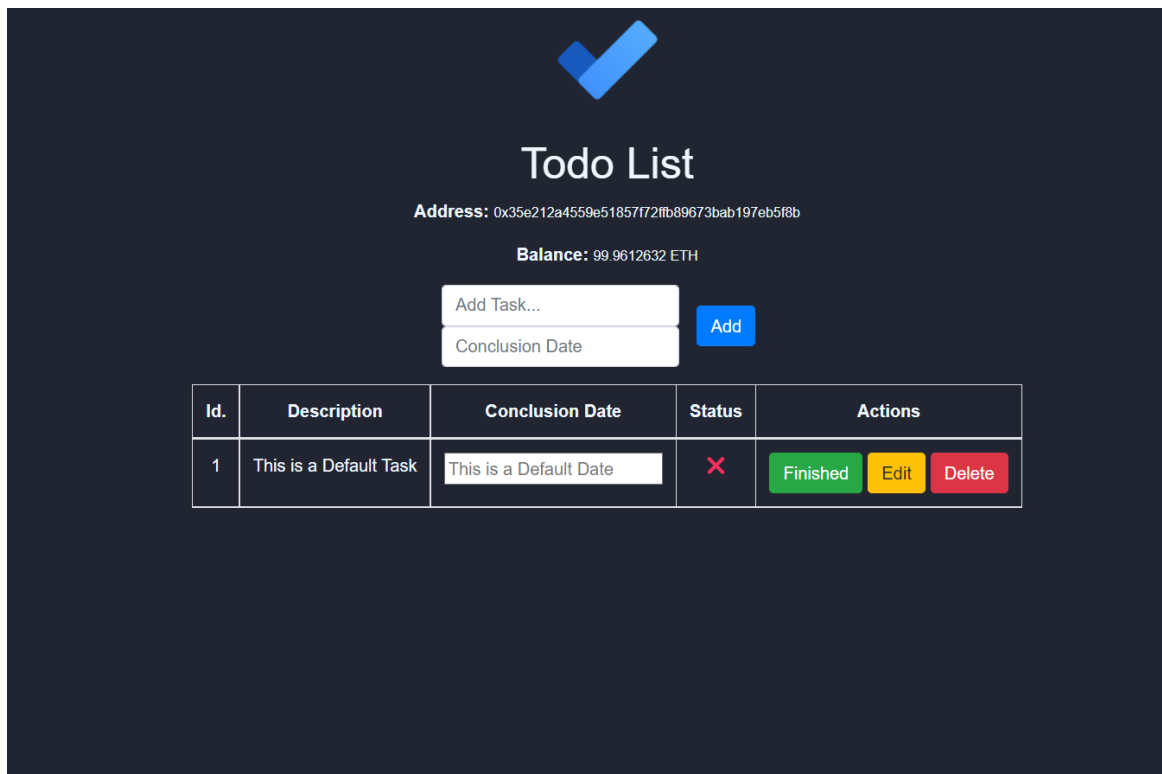 Todo List
Address: 0x35e212a4559e51857f72ffb89673bab197eb5f8b
Balance: 99.9612632 ETH
Add Task...
Add
Conclusion Date
Id. Description Conclusion Date Status Actions
1 This is a Default Task This is a Default Date Finished Edit Delete